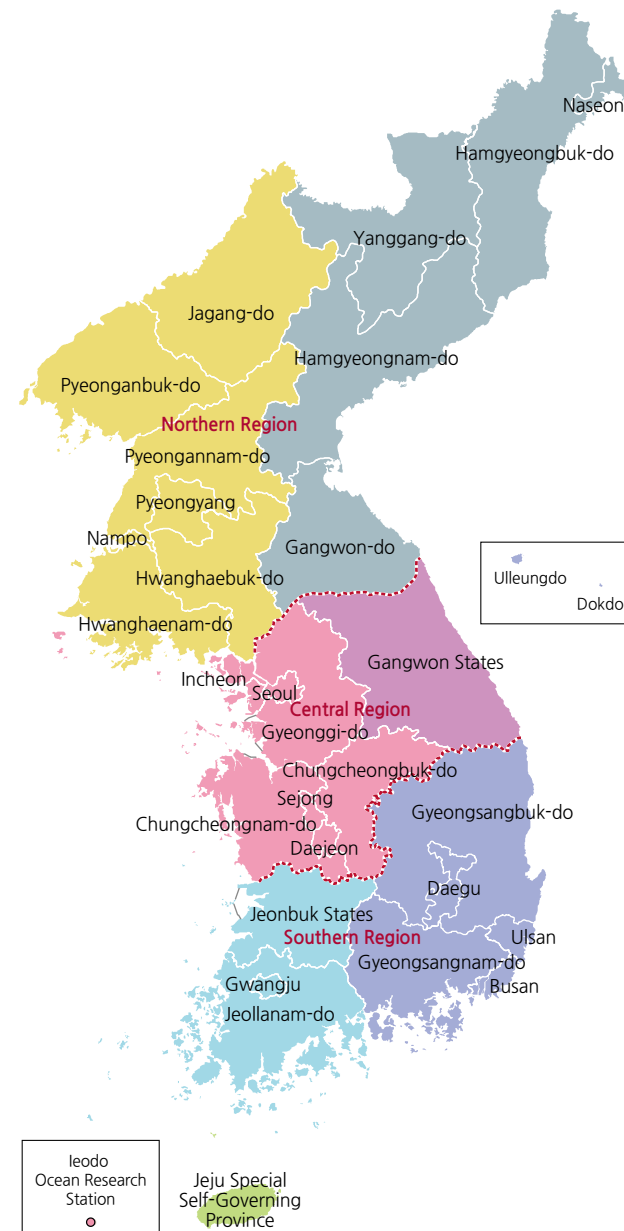 Naseon
Hamgyeongbuk-do
Yanggang-do
Jagang-do
Hamgyeongnam-do
Pyeonganbuk-do
Northern Region
Pyeongannam-do
Pyeongyang
Nampo
Gangwon-do
Hwanghaebuk-do
Ulleungdo
Dokdo
Hwanghaenam-do
Gangwon States
Incheon
Seoul
Central Region
Gyeonggi-do
Chungcheongbuk-do
Sejong
Gyeongsangbuk-do
Chungcheongnam-do
Daejeon
Daegu
Jeonbuk States
Southern Region
Ulsan
Gyeongsangnam-do
Gwangju
Busan
Jeollanam-do
Ieodo
Ocean Research
Station
Jeju Special
Self-Governing
Province